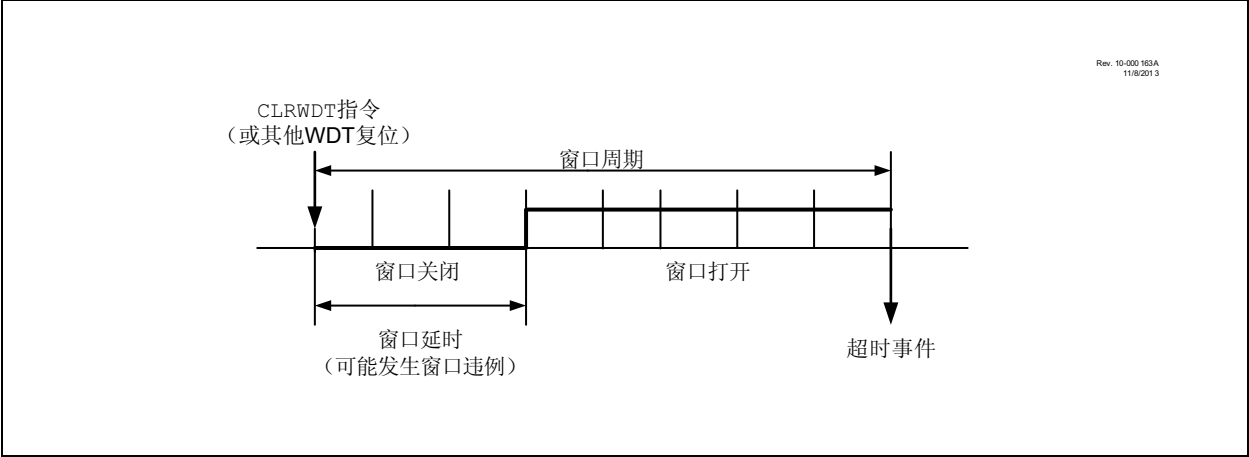 Rev. 10-000 163A
11/8/201 3
CLRWDT指令
（或其他WDT复位）
窗口周期
窗口关闭
窗口打开
窗口延时
（可能发生窗口违例）
超时事件